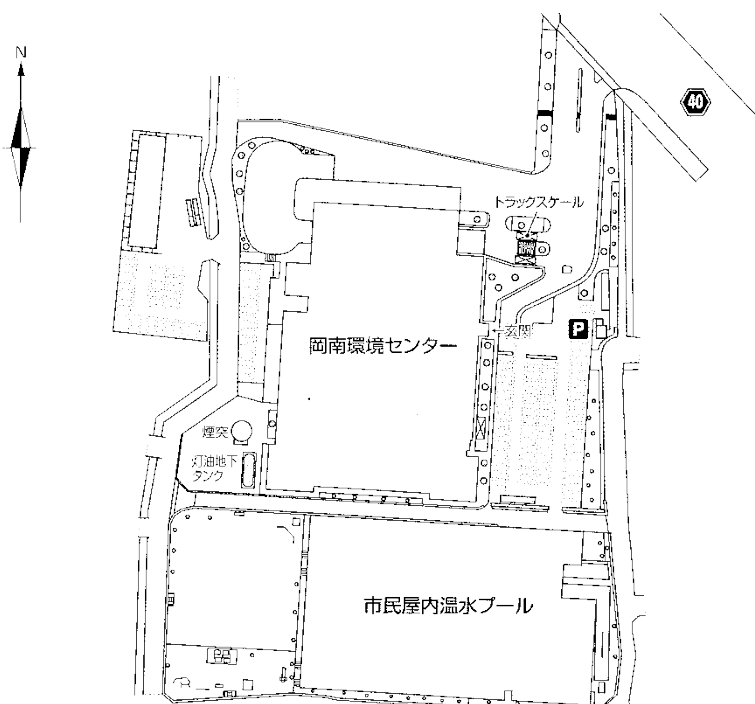 N
40
トラックスケール
←玄関
P
岡南環境センター
煙突
灯油地下
タンク
市民屋内温水プール